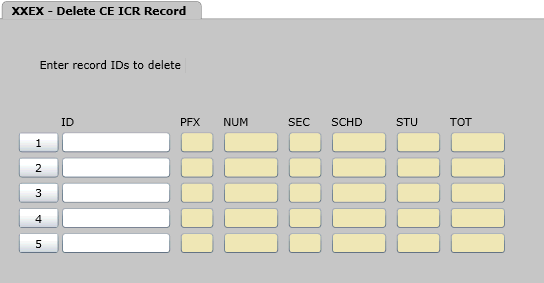 XXEX - Delete CE ICR Record
Enter record IDs to delete
ID PFX NUM SEC SCHD STU TOT
1
2
3
4
5